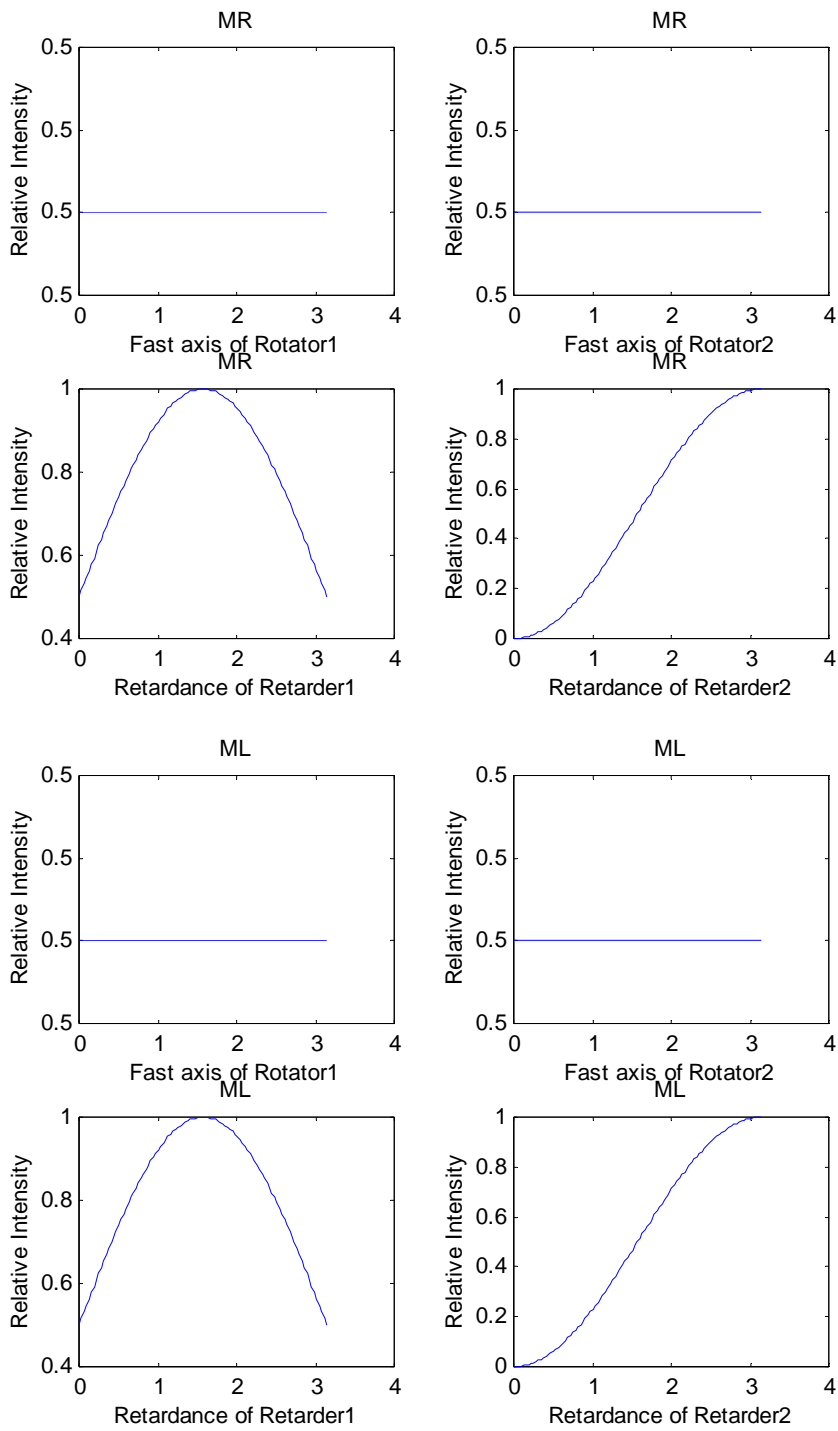 MR
MR
0.5
0.5
0.5
0.5
Relative Intensity
0 1 2 3 4
Fast axis of Rotator1
0.5
0.5
0.5
0.5
Relative Intensity
0 1 2 3 4
Fast axis of Rotator2
MR
MR
1
0.8
0.6
0.4
Relative Intensity
0 1 2 3 4
Retardance of Retarder1
1
0.8
0.6
0.4
0.2
0
Relative Intensity
0 1 2 3 4
Retardance of Retarder2
ML
ML
0.5
0.5
0.5
0.5
Relative Intensity
0 1 2 3 4
Fast axis of Rotator1
0.5
0.5
0.5
0.5
Relative Intensity
0 1 2 3 4
Fast axis of Rotator2
ML
ML
1
0.8
0.6
0.4
Relative Intensity
0 1 2 3 4
Retardance of Retarder1
1
0.8
0.6
0.4
0.2
0
Relative Intensity
0 1 2 3 4
Retardance of Retarder2